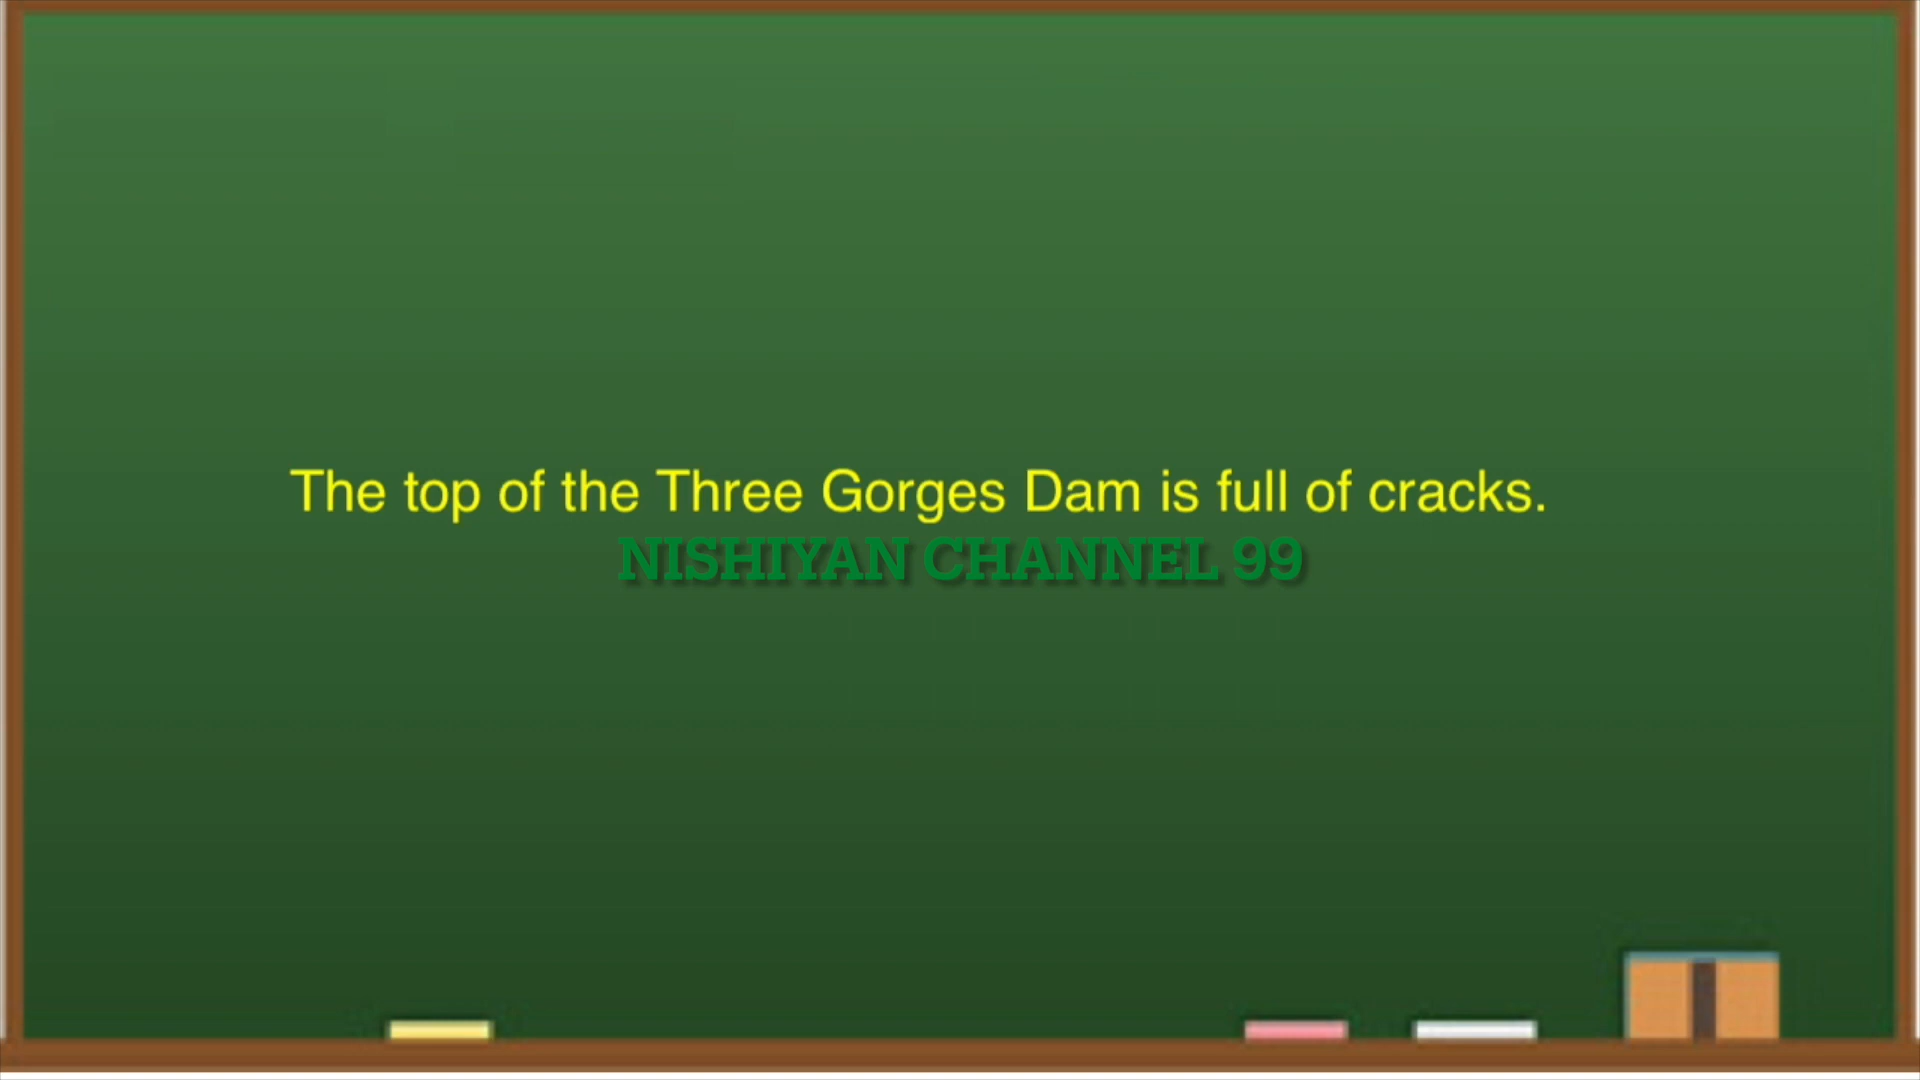 The top of the Three Gorges Dam is full of cracks.
NISHIYAN CHANNEL 99